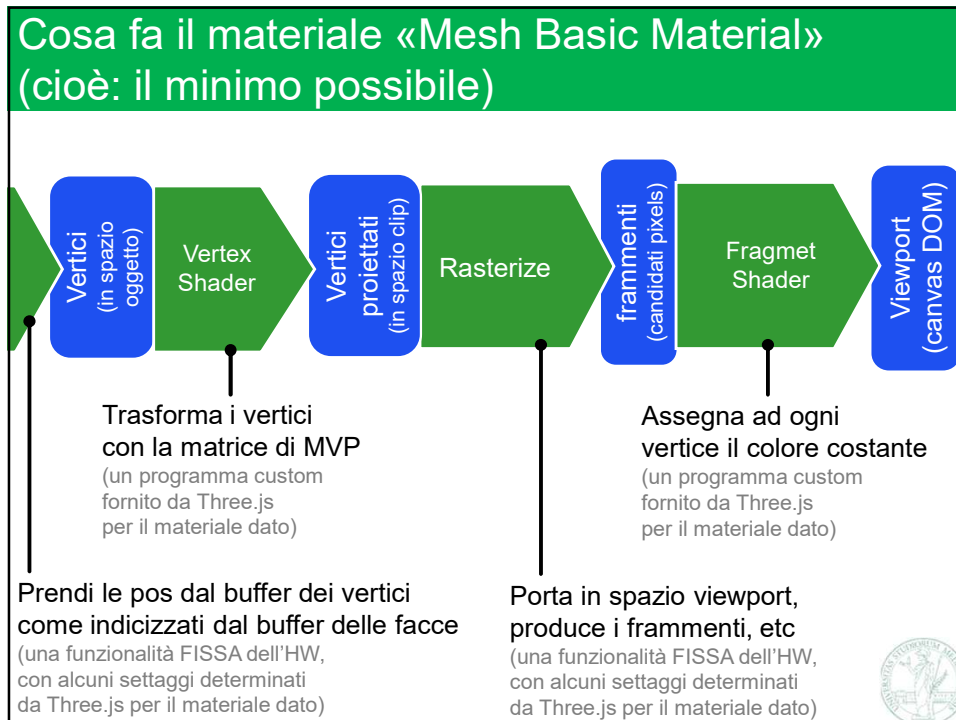 Cosa fa il materiale «Mesh Basic Material»
(cioè: il minimo possibile)
Vertici
(in spazio
oggetto)
Vertex
Shader
Vertici
proiettati
(in spazio clip)
Rasterize
frammenti
(candidati pixels)
Fragmet
Shader
Viewport
(canvas DOM)
Trasforma i vertici
con la matrice di MVP
(un programma custom
fornito da Three.js
per il materiale dato)
Assegna ad ogni
vertice il colore costante
(un programma custom
fornito da Three.js
per il materiale dato)
Prendi le pos dal buffer dei vertici
come indicizzati dal buffer delle facce
(una funzionalità FISSA dell’HW,
con alcuni settaggi determinati
da Three.js per il materiale dato)
Porta in spazio viewport,
produce i frammenti, etc
(una funzionalità FISSA dell’HW,
con alcuni settaggi determinati
da Three.js per il materiale dato)